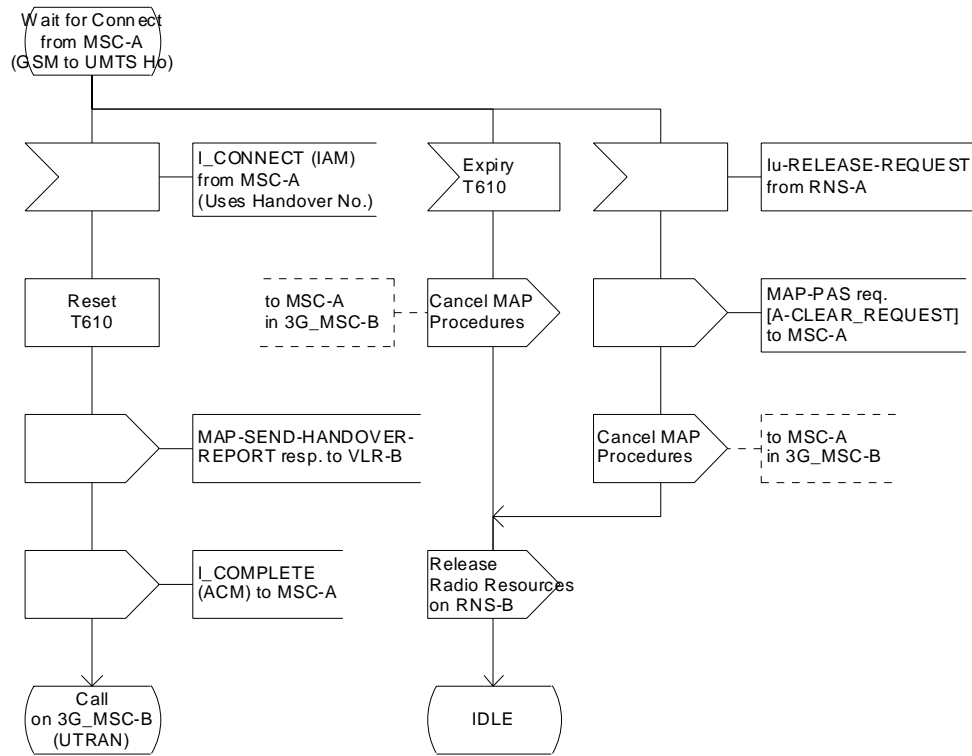 Wait for Connect
from MSC-A
(GSM to UMTS Ho)
I_CONNECT (IAM)
from MSC-A
(Uses Handover No.)
Expiry
T610
Iu-RELEASE-REQUEST
from RNS-A
Reset
T610
to MSC-A
in 3G_MSC-B
Cancel MAP
Procedures
MAP-PAS req.
[A-CLEAR_REQUEST]
to MSC-A
MAP-SEND-HANDOVER-
REPORT resp. to VLR-B
Cancel MAP
Procedures
to MSC-A
in 3G_MSC-B
I_COMPLETE
(ACM) to MSC-A
Release
Radio Resources
on RNS-B
Call
on 3G_MSC-B
(UTRAN)
IDLE